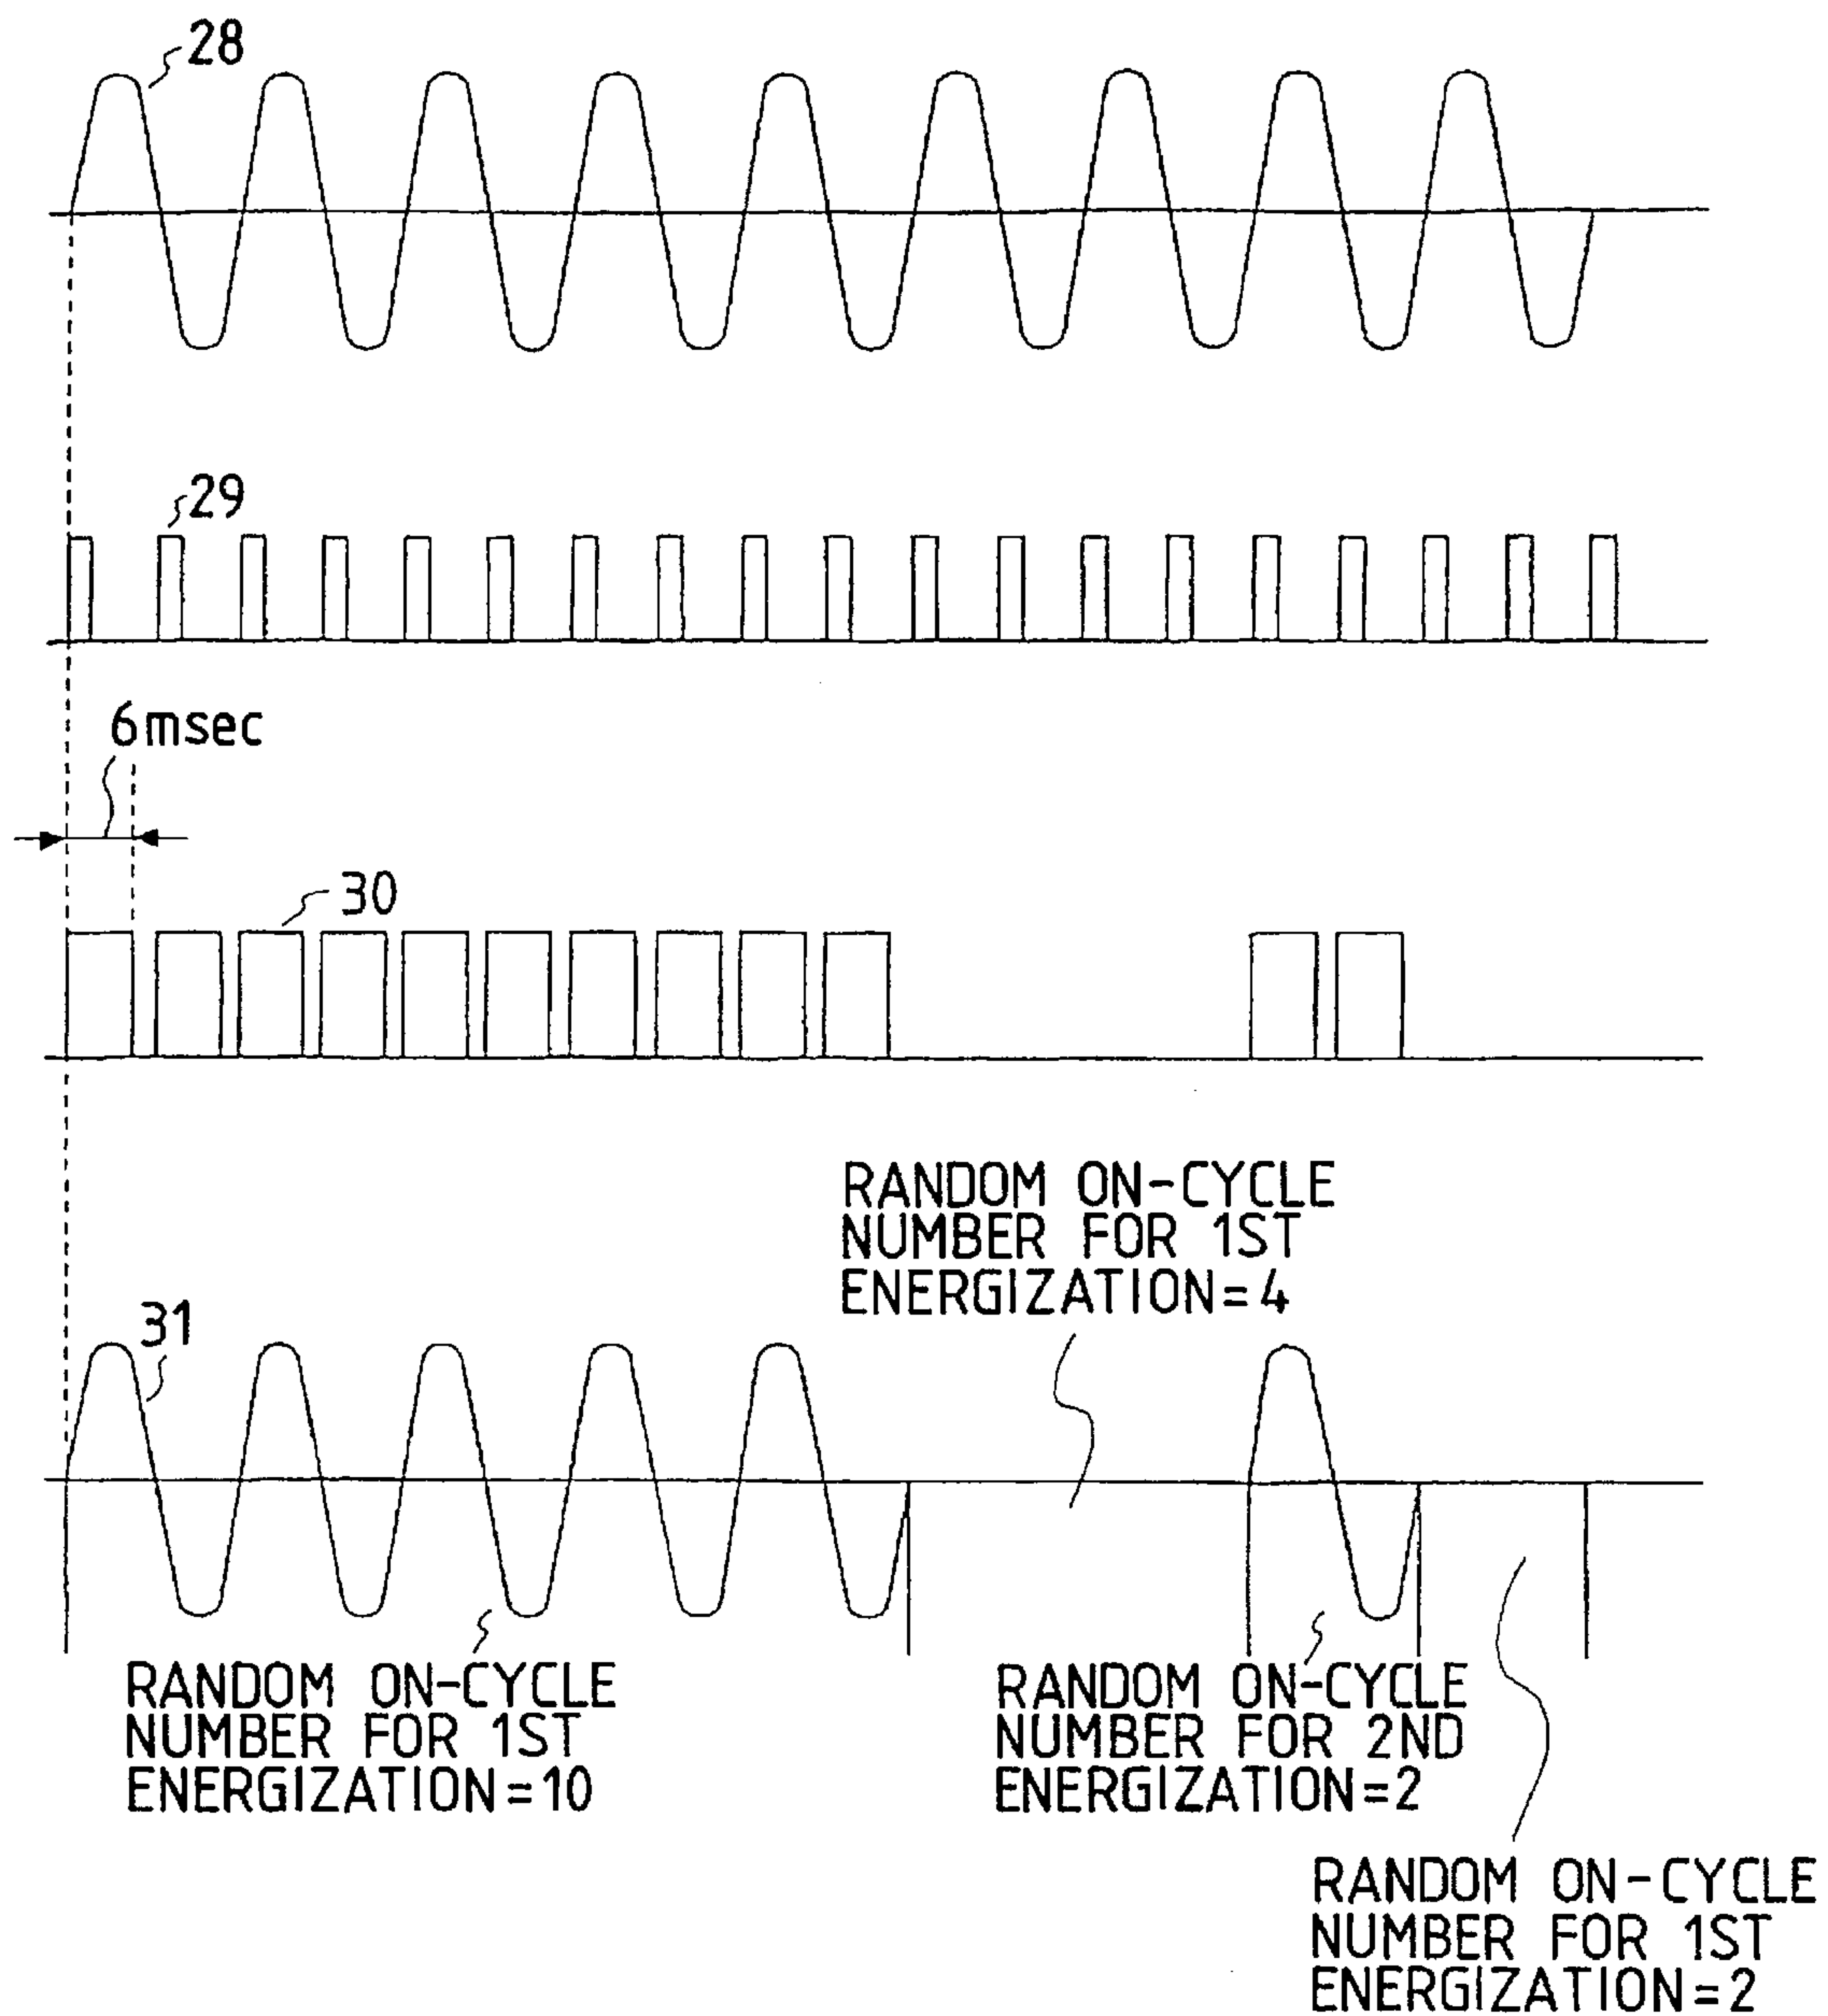 28
29
6msec
30
RANDOM ON-CYCLE
NUMBER FOR 1ST
ENERGIZATION=4
31
RANDOM ON-CYCLE
NUMBER FOR 1ST
ENERGIZATION=10
RANDOM ON-CYCLE
NUMBER FOR 2ND
ENERGIZATION=2
RANDOM ON-CYCLE
NUMBER FOR 1ST
ENERGIZATION=2